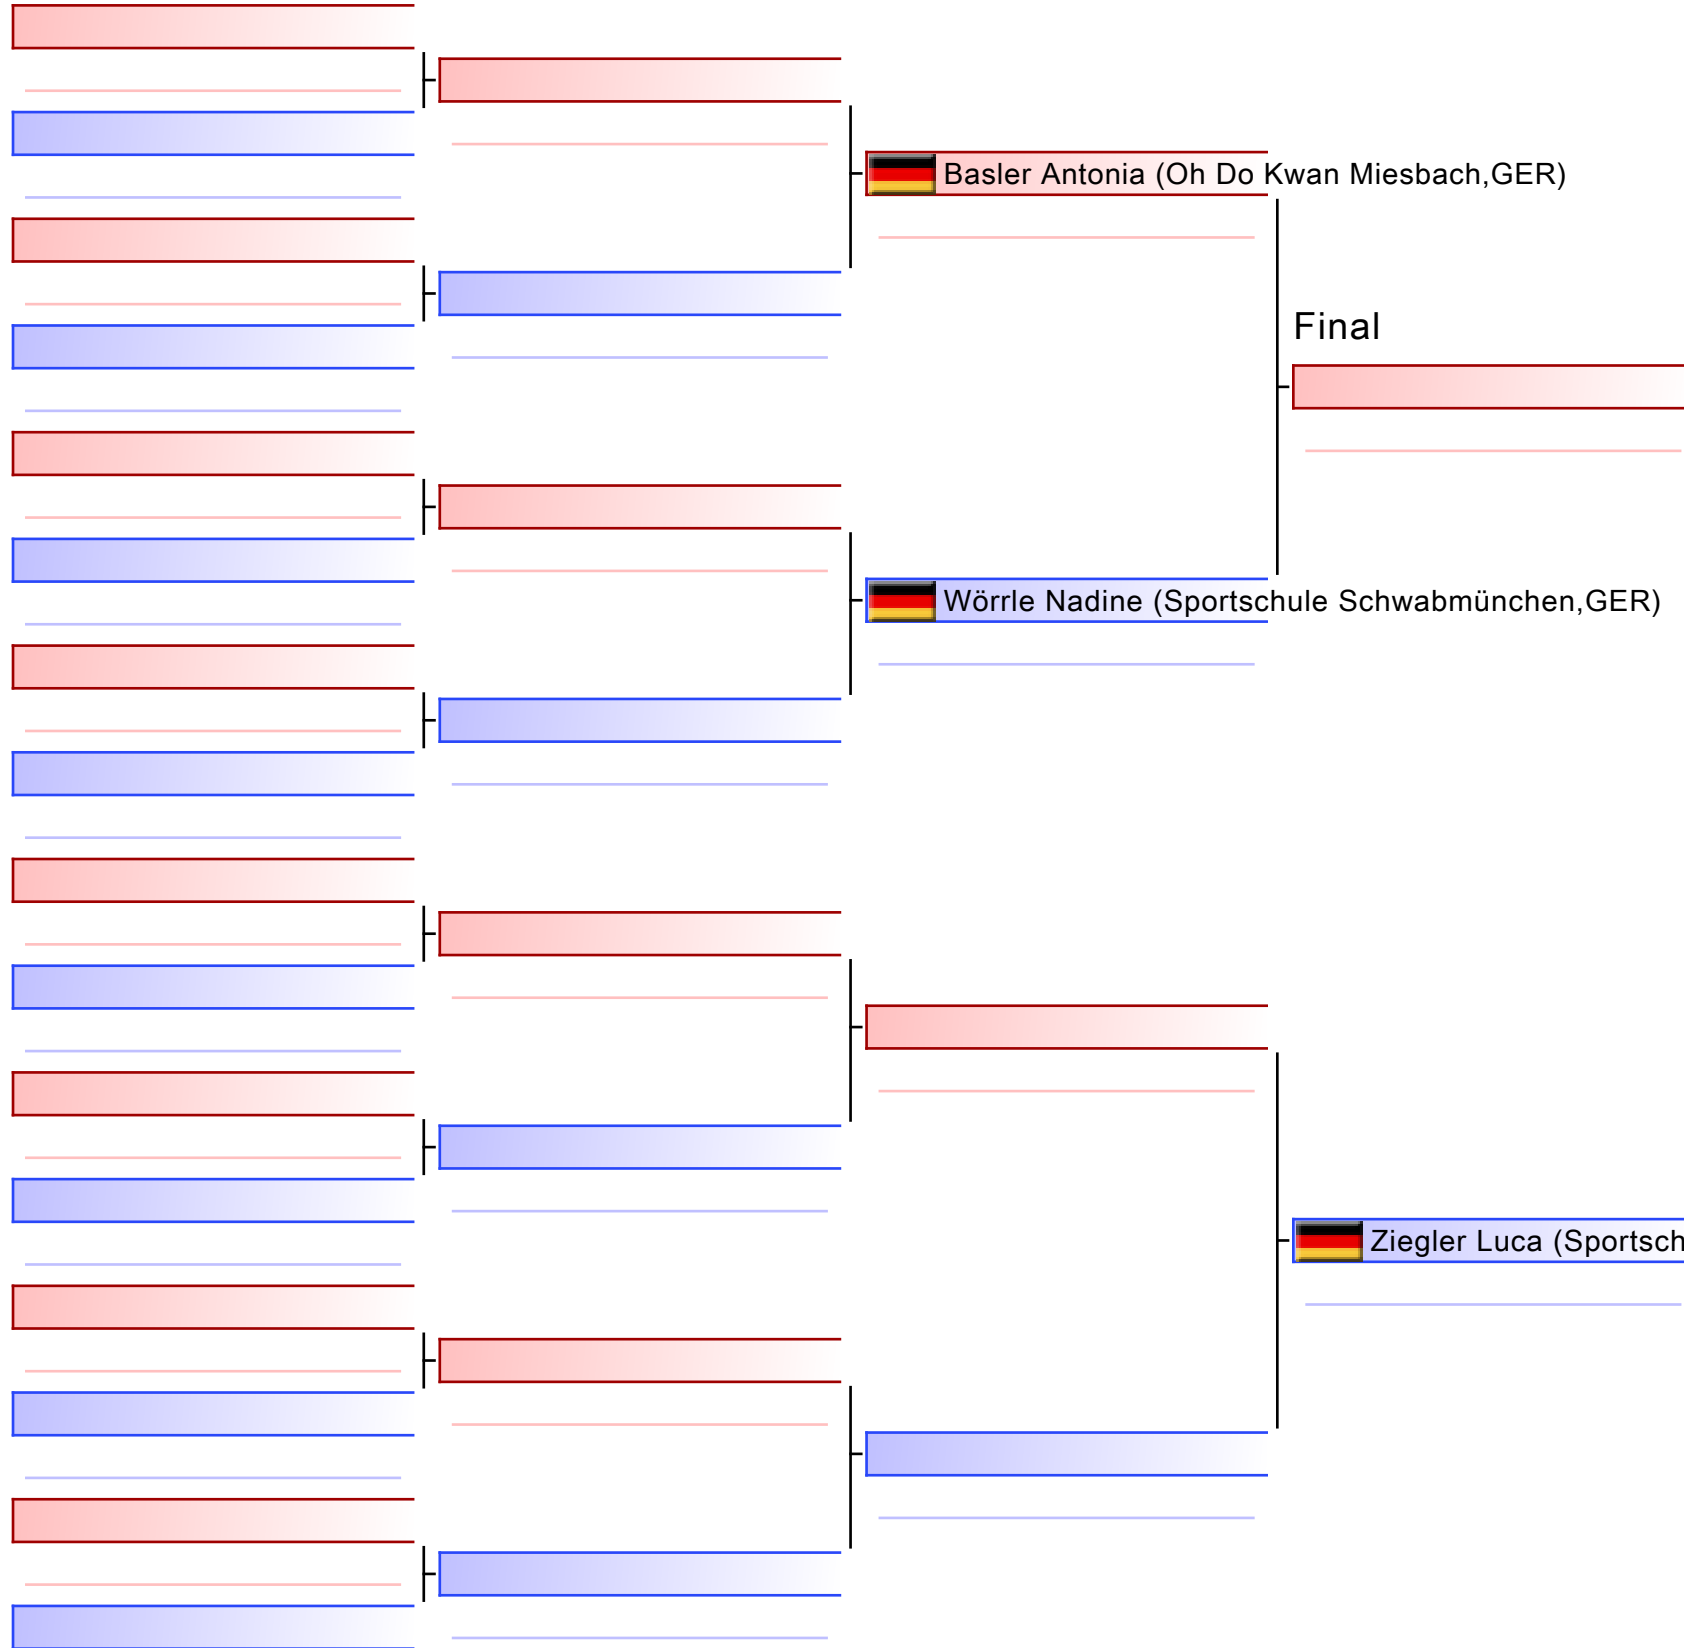 Basler Antonia (Oh Do Kwan Miesbach,GER)
Final
Wörrle Nadine (Sportschule Schwabmünchen,GER)
Ziegler Luca (Sportsch